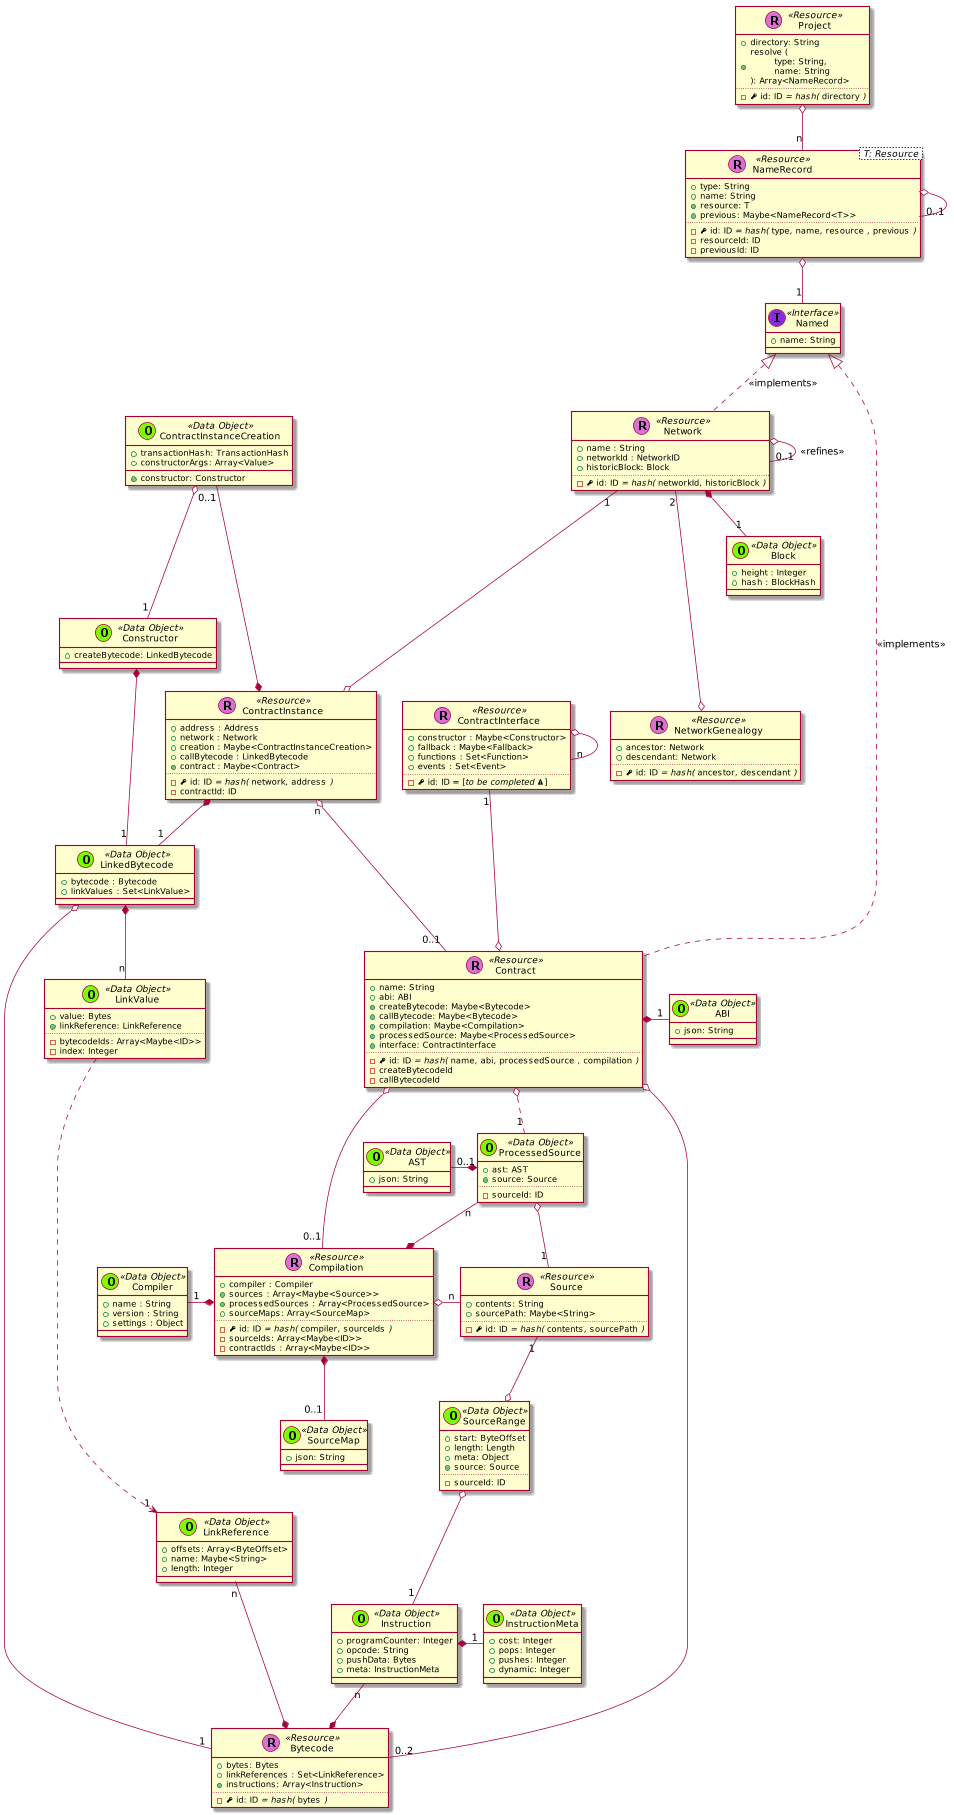 R
«Resource»
Project
directory: String
resolve (
type: String,
name: String
): Array<NameRecord>
id: ID = hash( directory )
n
T: Resource
R
«Resource»
NameRecord
type: String
name: String
resource: T
previous: Maybe<NameRecord<T>>
id: ID = hash( type, name, resource , previous )
resourceId: ID
previousId: ID
0..1
1
I
«Interface»
Named
name: String
«implements»
O
«Data Object»
ContractInstanceCreation
transactionHash: TransactionHash
constructorArgs: Array<Value>
constructor: Constructor
R
«Resource»
Network
name : String
networkId : NetworkID
historicBlock: Block
id: ID = hash( networkId, historicBlock )
«refines»
0..1
0..1
1
2
1
O
«Data Object»
Block
height : Integer
hash : BlockHash
1
O
«Data Object»
Constructor
createBytecode: LinkedBytecode
«implements»
R
«Resource»
ContractInstance
address : Address
network : Network
creation : Maybe<ContractInstanceCreation>
callBytecode : LinkedBytecode
contract : Maybe<Contract>
id: ID = hash( network, address )
contractId: ID
R
«Resource»
ContractInterface
constructor : Maybe<Constructor>
fallback : Maybe<Fallback>
functions : Set<Function>
events : Set<Event>
id: ID = [to be completed ♟]
n
R
«Resource»
NetworkGenealogy
ancestor: Network
descendant: Network
id: ID = hash( ancestor, descendant )
1
n
1
1
O
«Data Object»
LinkedBytecode
bytecode : Bytecode
linkValues : Set<LinkValue>
0..1
n
O
«Data Object»
LinkValue
value: Bytes
linkReference: LinkReference
bytecodeIds: Array<Maybe<ID>>
index: Integer
R
«Resource»
Contract
name: String
abi: ABI
createBytecode: Maybe<Bytecode>
callBytecode: Maybe<Bytecode>
compilation: Maybe<Compilation>
processedSource: Maybe<ProcessedSource>
interface: ContractInterface
id: ID = hash( name, abi, processedSource , compilation )
createBytecodeId
callBytecodeId
1
O
«Data Object»
ABI
json: String
1
O
«Data Object»
AST
json: String
0..1
O
«Data Object»
ProcessedSource
ast: AST
source: Source
sourceId: ID
n
0..1
1
O
«Data Object»
Compiler
name : String
version : String
settings : Object
1
R
«Resource»
Compilation
compiler : Compiler
sources : Array<Maybe<Source>>
processedSources : Array<ProcessedSource>
sourceMaps: Array<SourceMap>
id: ID = hash( compiler, sourceIds )
sourceIds: Array<Maybe<ID>>
contractIds : Array<Maybe<ID>>
n
R
«Resource»
Source
contents: String
sourcePath: Maybe<String>
id: ID = hash( contents, sourcePath )
1
0..1
O
«Data Object»
SourceMap
json: String
O
«Data Object»
SourceRange
start: ByteOffset
length: Length
meta: Object
source: Source
sourceId: ID
1
O
«Data Object»
LinkReference
offsets: Array<ByteOffset>
name: Maybe<String>
length: Integer
n
1
O
«Data Object»
Instruction
programCounter: Integer
opcode: String
pushData: Bytes
meta: InstructionMeta
1
O
«Data Object»
InstructionMeta
cost: Integer
pops: Integer
pushes: Integer
dynamic: Integer
n
1
R
«Resource»
Bytecode
bytes: Bytes
linkReferences : Set<LinkReference>
instructions: Array<Instruction>
id: ID = hash( bytes )
0..2